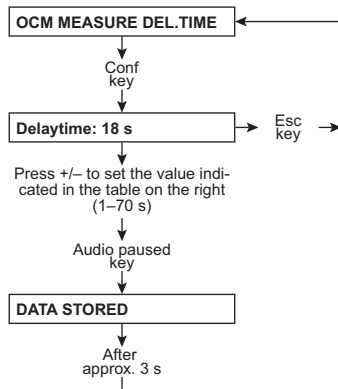 OCM MEASURE DEL.TIME
Conf
key
Delaytime: 18 s
Esc
key
Press +/– to set the value indi-
cated in the table on the right
(1–70 s)
Audio paused
key
DATA STORED
After
approx. 3 s